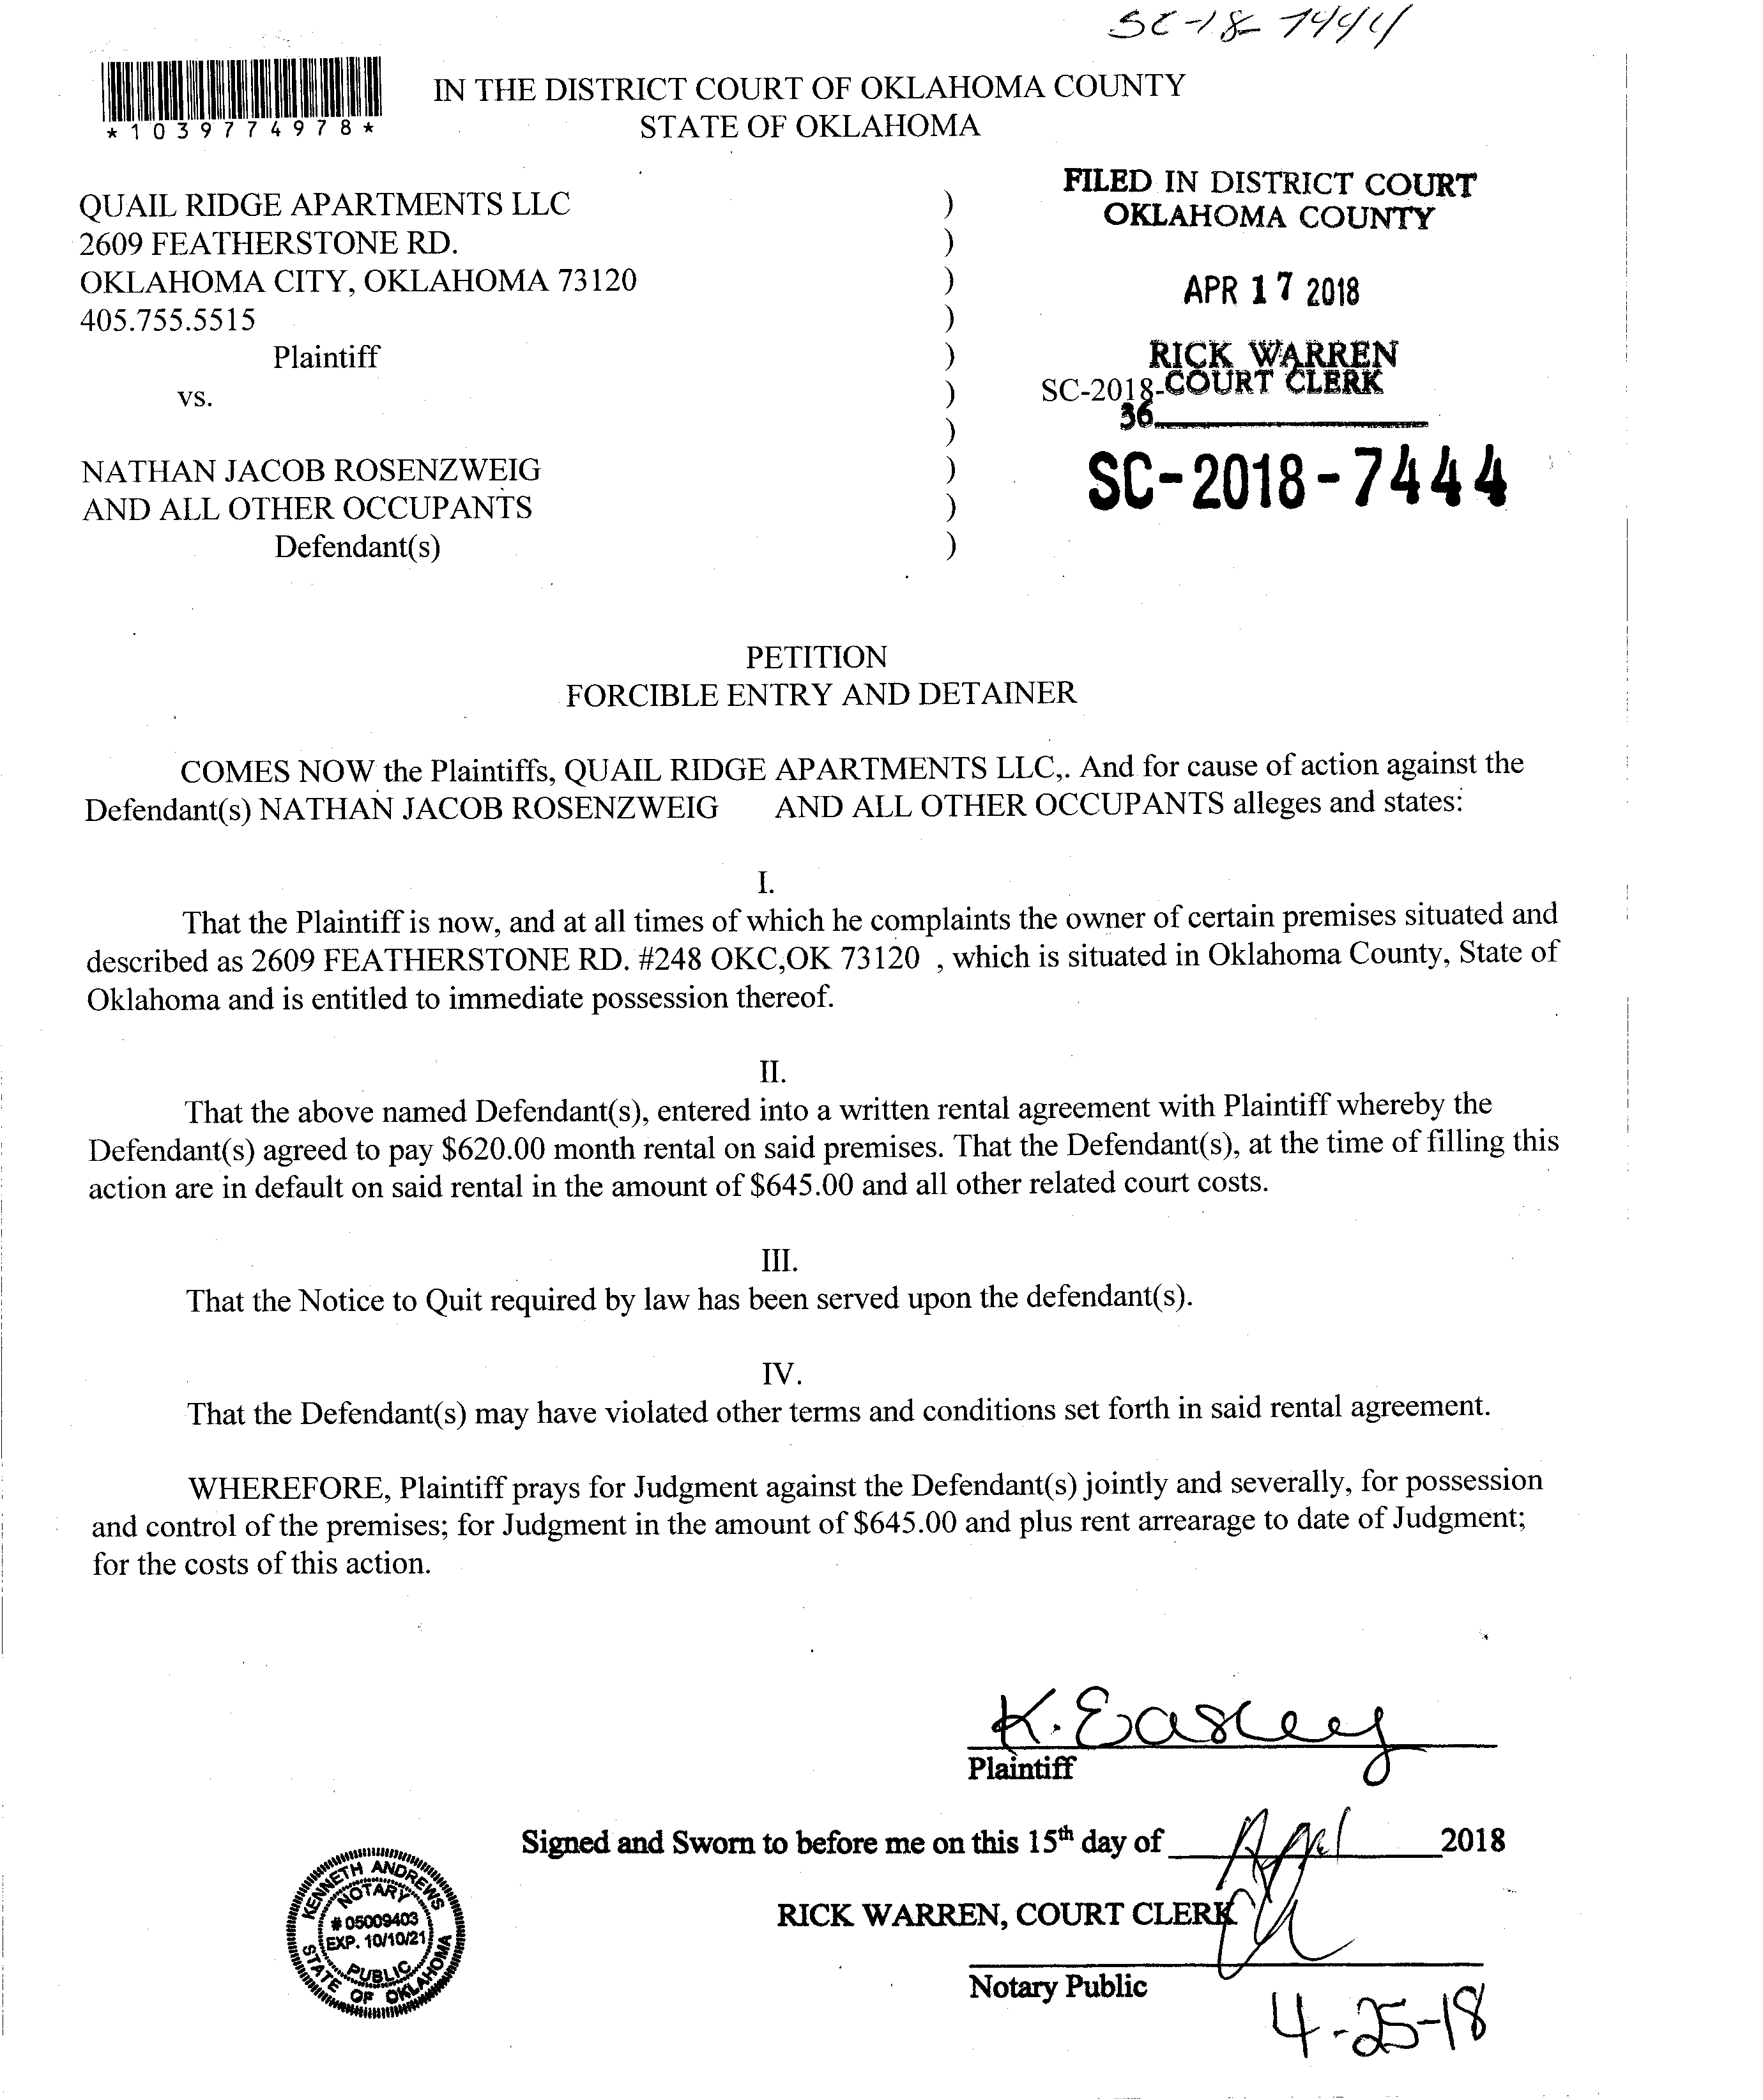 SC-18-7444
*1039774978*
IN THE DISTRICT COURT OF OKLAHOMA COUNTY
STATE OF OKLAHOMA
QUAIL RIDGE APARTMENTS LLC )
2609 FEATHERSTONE RD. )
OKLAHOMA CITY, OKLAHOMA 73120 )
405.755.5515 )
Plaintiff )
vs. )
)
NATHAN JACOB ROSENZWEIG )
AND ALL OTHER OCCUPANTS )
Defendant(s) )
FILED IN DISTRICT COURT
OKLAHOMA COUNTY
APR 17 2018
RICK WARREN
COURT CLERK
SC-2018-
36
SC-2018-7444
PETITION
FORCIBLE ENTRY AND DETAINER
COMES NOW the Plaintiffs, QUAIL RIDGE APARTMENTS LLC,. And for cause of action against the
Defendant(s) NATHAN JACOB ROSENZWEIG AND ALL OTHER OCCUPANTS alleges and states:
I.
That the Plaintiff is now, and at all times of which he complaints the owner of certain premises situated and
described as 2609 FEATHERSTONE RD. #248 OKC,OK 73120 , which is situated in Oklahoma County, State of
Oklahoma and is entitled to immediate possession thereof.
II.
That the above named Defendant(s), entered into a written rental agreement with Plaintiff whereby the
Defendant(s) agreed to pay $620.00 month rental on said premises. That the Defendant(s), at the time of filling this
action are in default on said rental in the amount of $645.00 and all other related court costs.
III.
That the Notice to Quit required by law has been served upon the defendant(s).
IV.
That the Defendant(s) may have violated other terms and conditions set forth in said rental agreement.
WHEREFORE, Plaintiff prays for Judgment against the Defendant(s) jointly and severally, for possession
and control of the premises; for Judgment in the amount of $645.00 and plus rent arrearage to date of Judgment;
for the costs of this action.
K. Easley
Plaintiff
Signed and Sworn to before me on this 15th day of April 2018
RICK WARREN, COURT CLERK
Notary Public
4-25-18
KENNETH ANDREWS
NOTARY
# 05009403
EXP. 10/10/21
PUBLIC
STATE OF OKLAHOMA